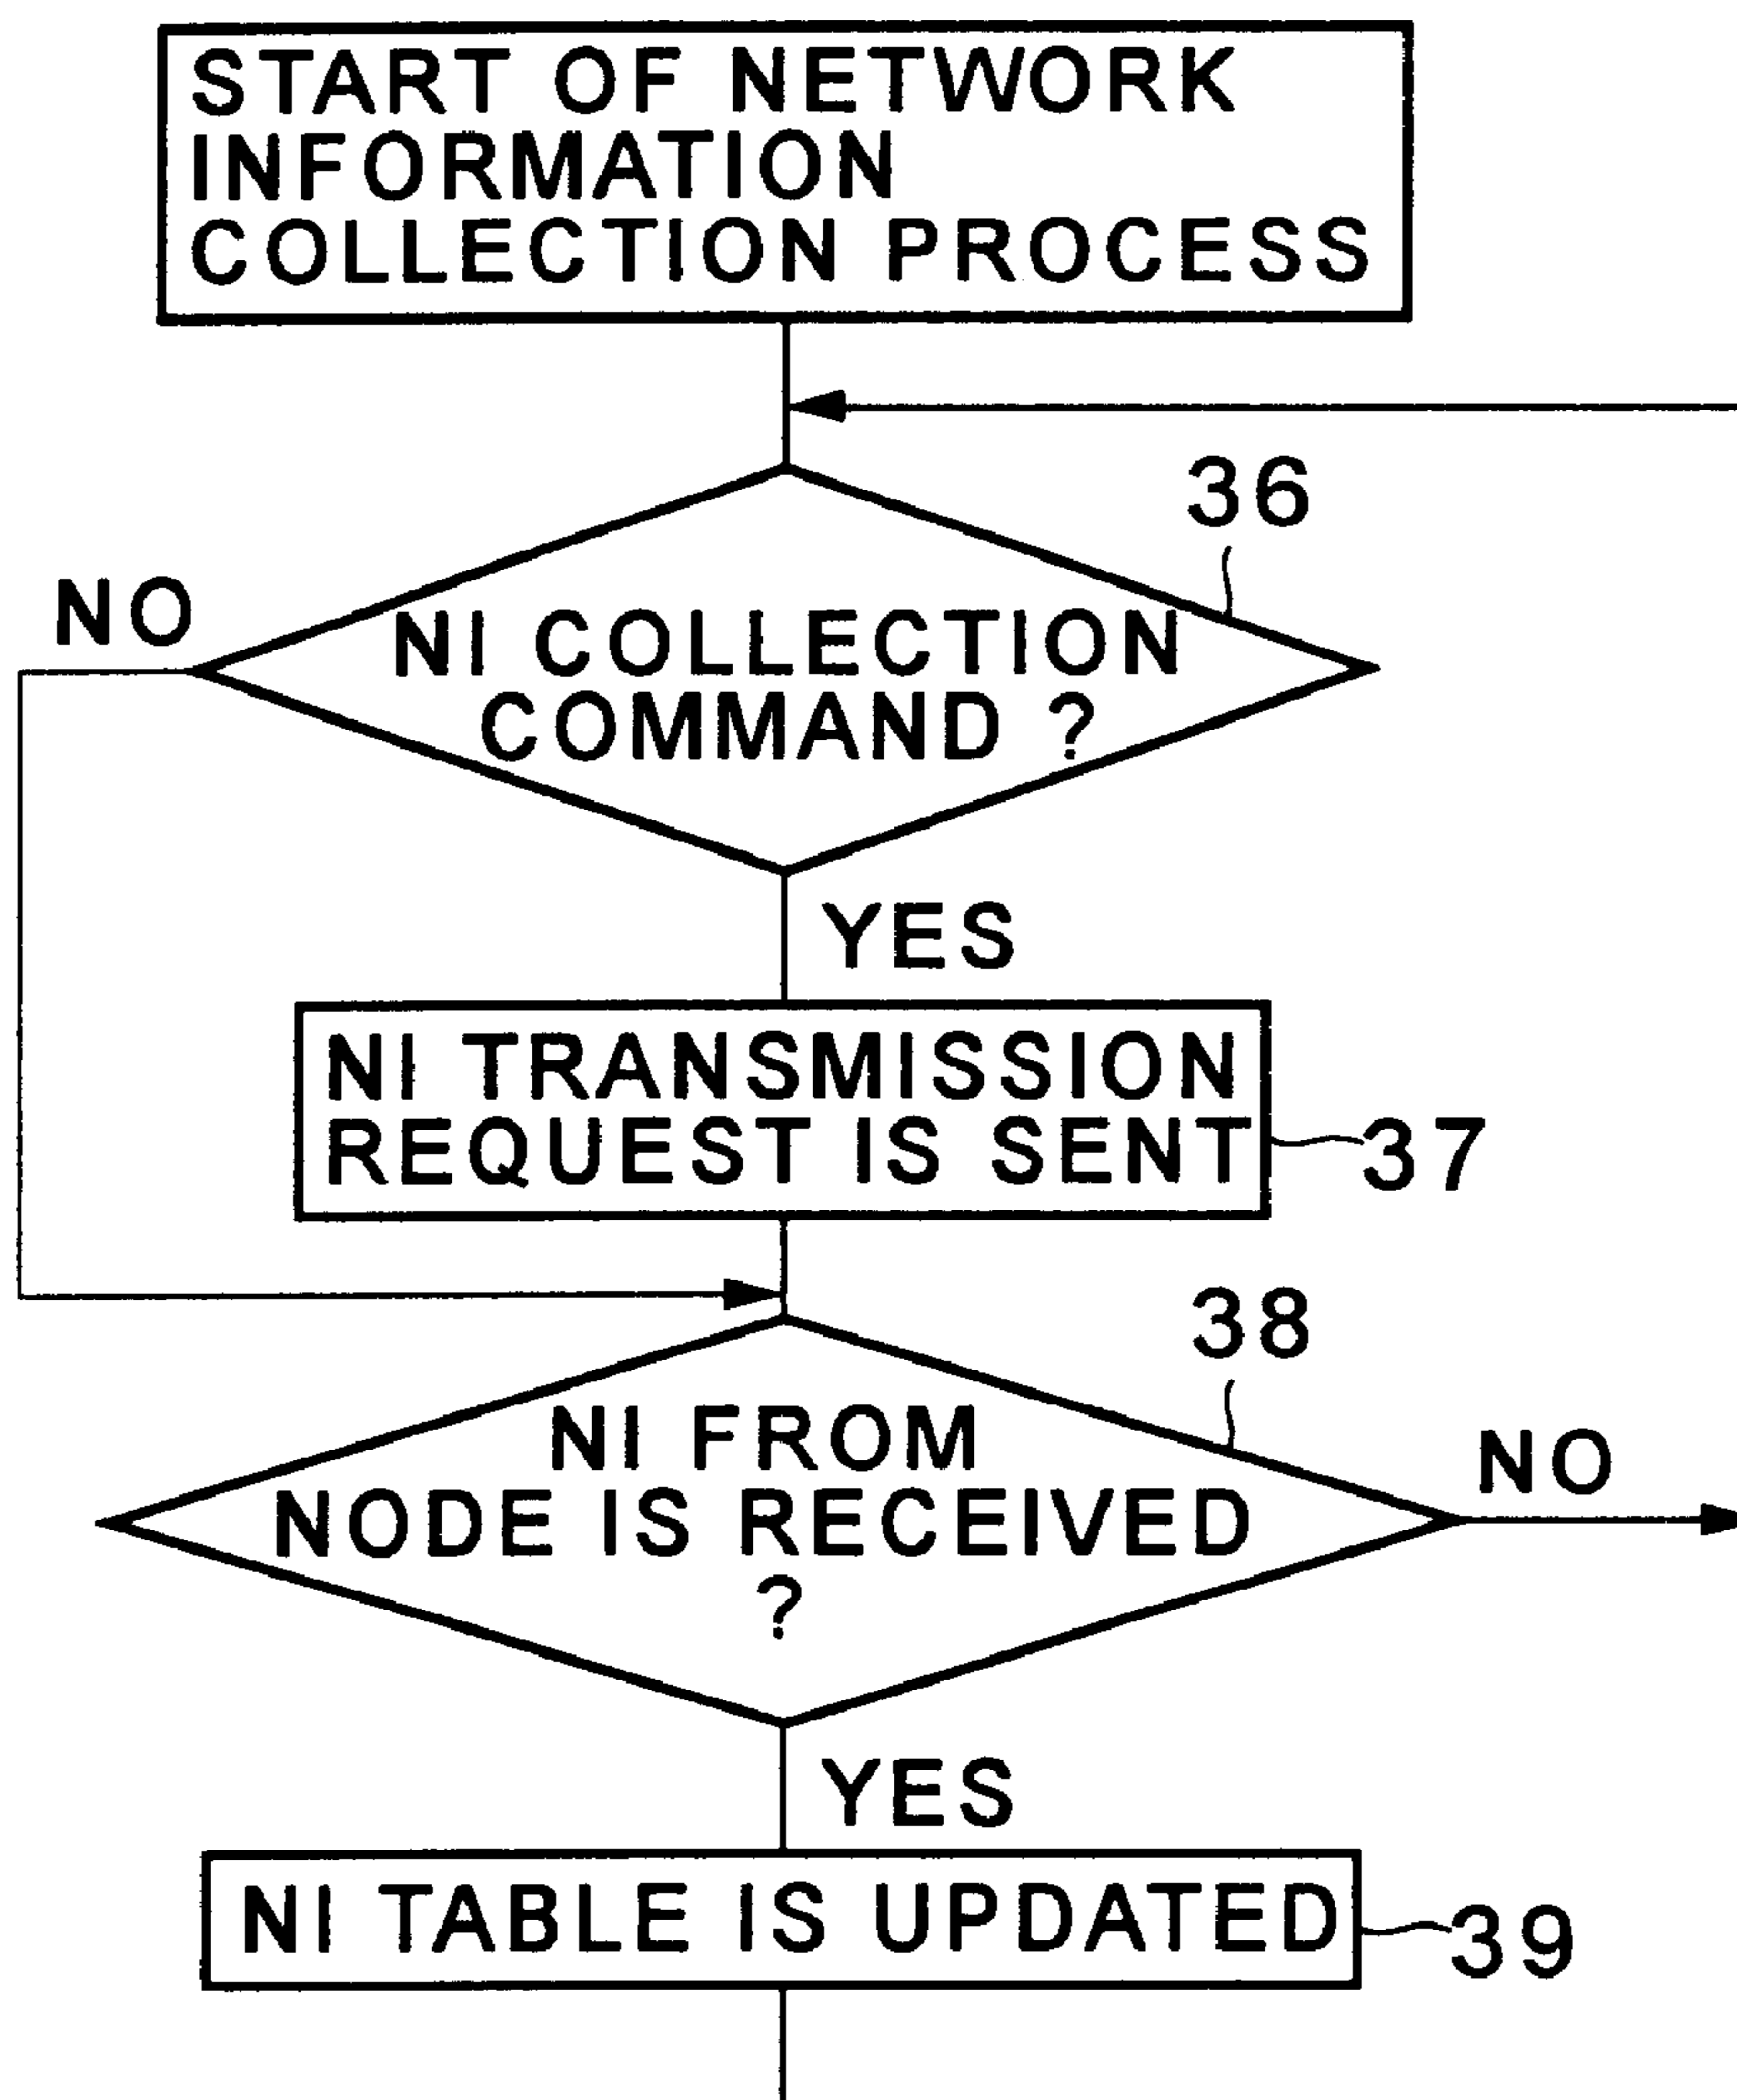 START OF NETWORK
INFORMATION
COLLECTION PROCESS
36
NO
NI COLLECTION
COMMAND ?
YES
NI TRANSMISSION
REQUEST IS SENT
37
38
NI FROM
NODE IS RECEIVED
?
NO
YES
NI TABLE IS UPDATED
39